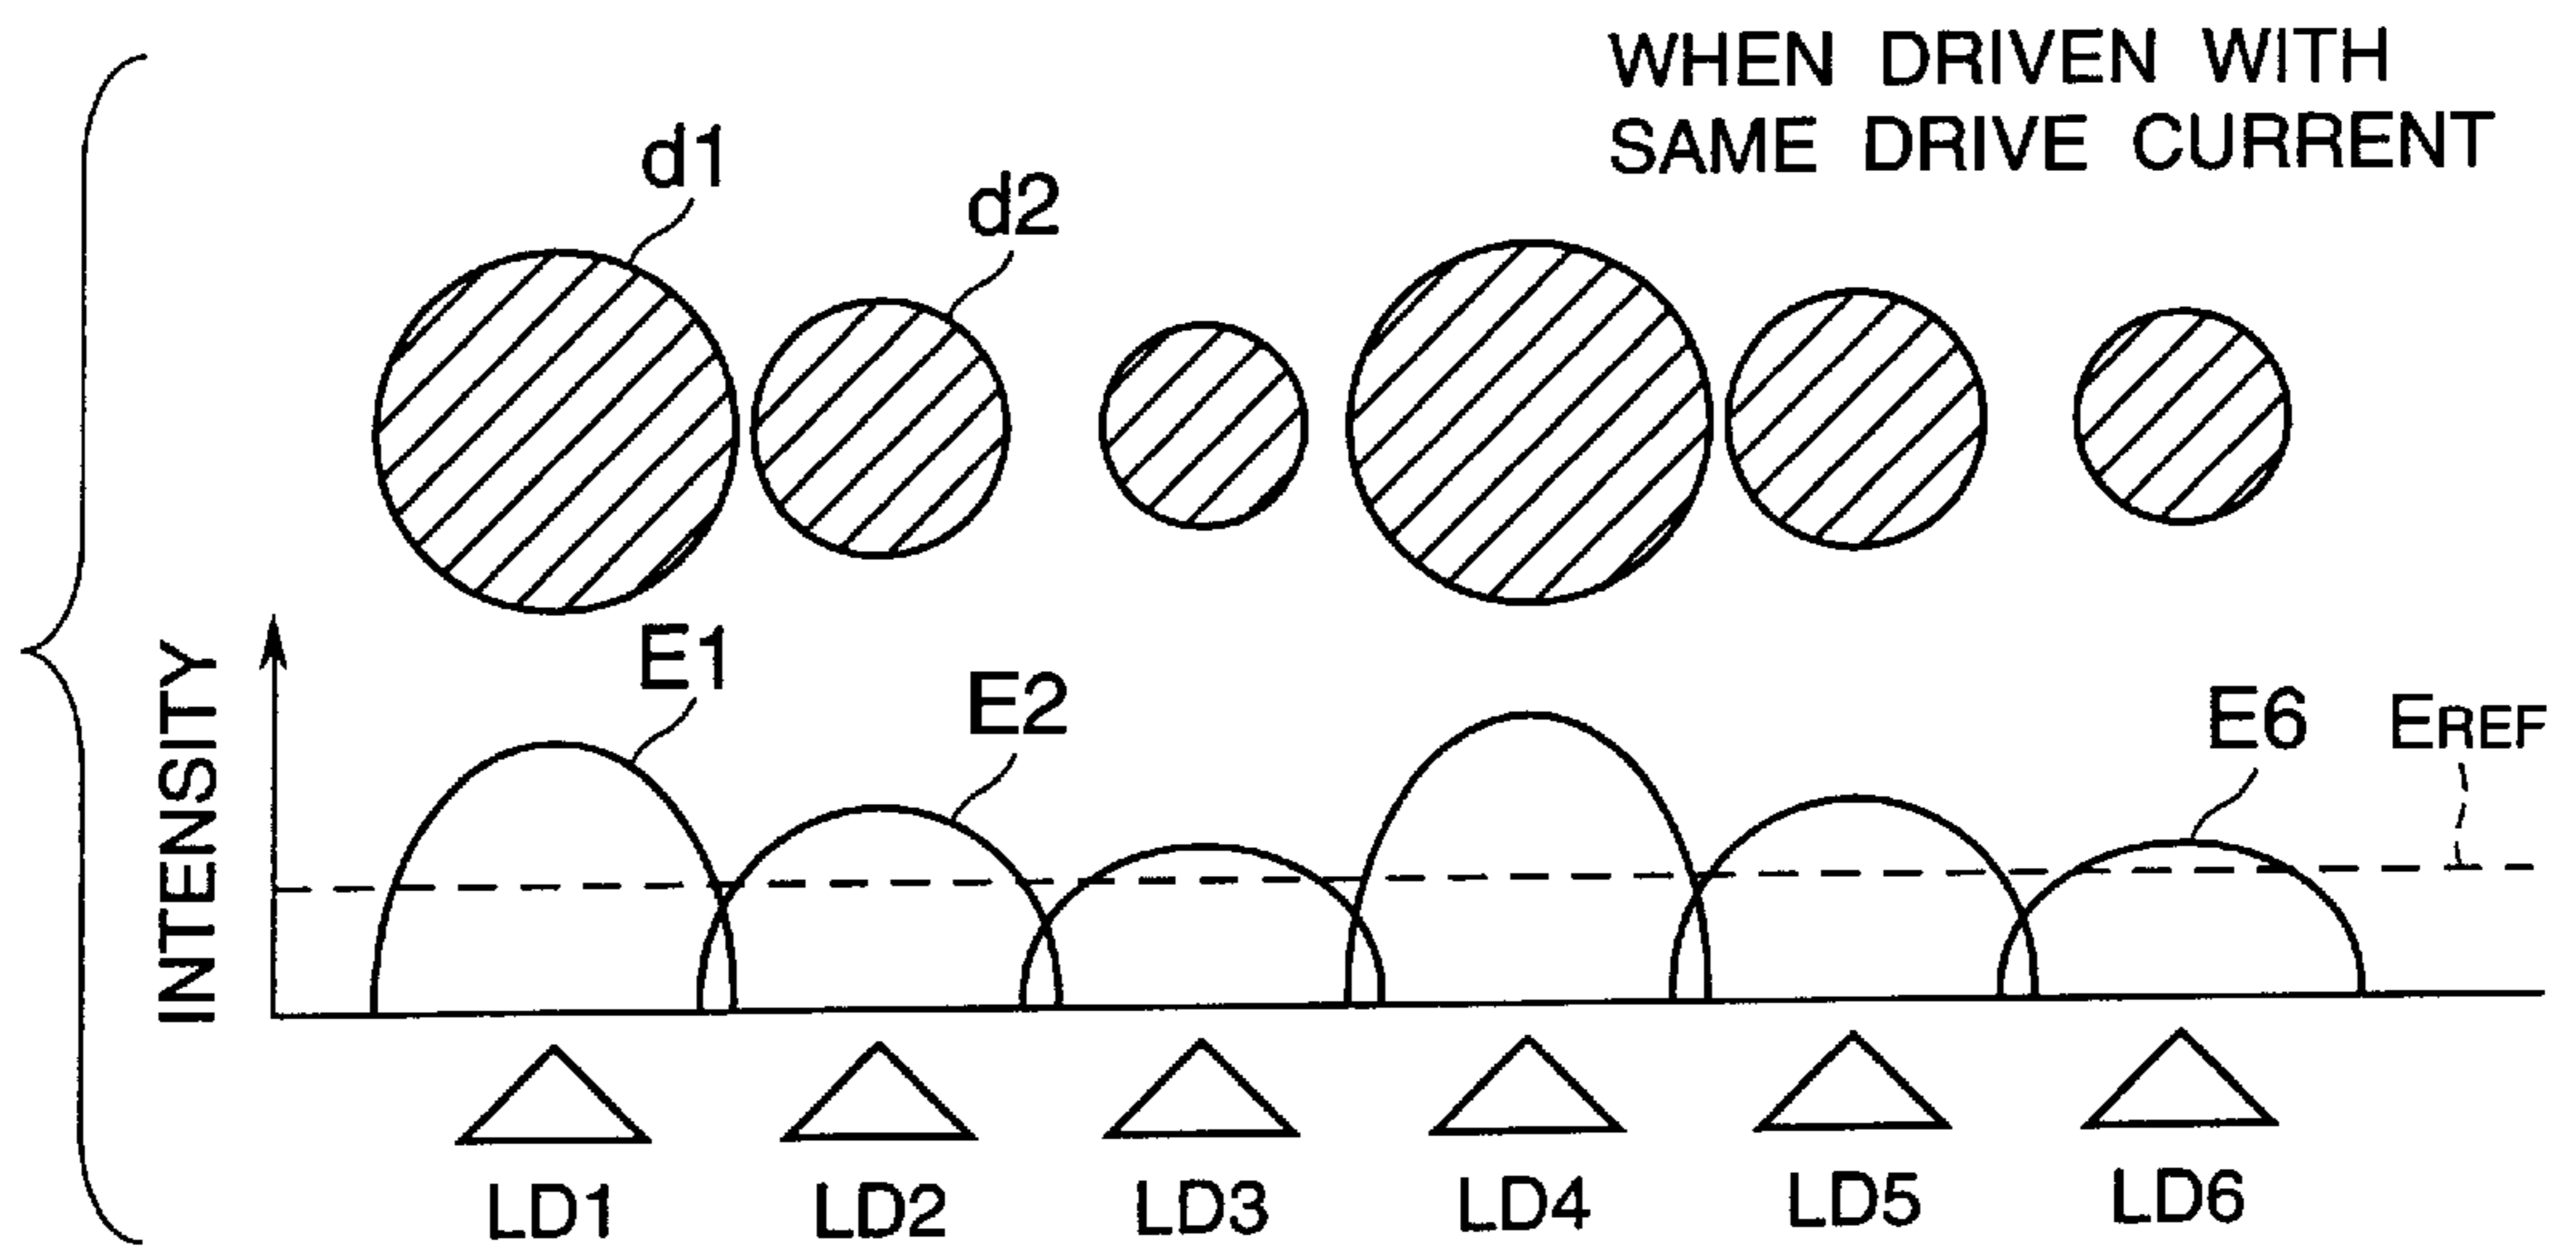 WHEN DRIVEN WITH
SAME DRIVE CURRENT
d1
d2
E1
E2
E6
EREF
INTENSITY
LD1 LD2 LD3 LD4 LD5 LD6